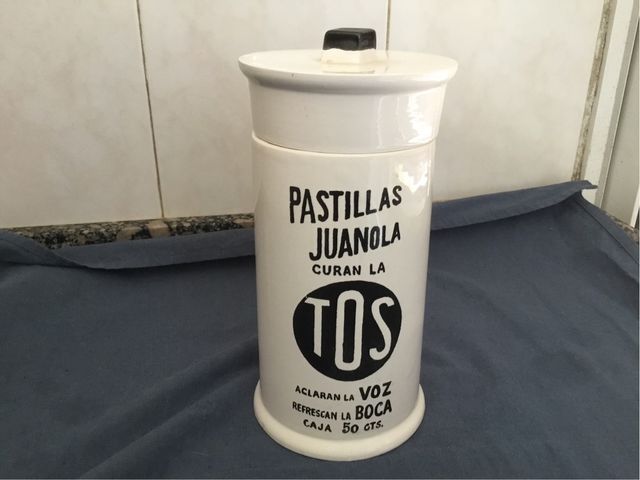 PASTILLAS
JUANOLA
CURAN LA
TOS
ACLARAN LA VOZ
REFRESCAN LA BOCA
CAJA 50 CTS.